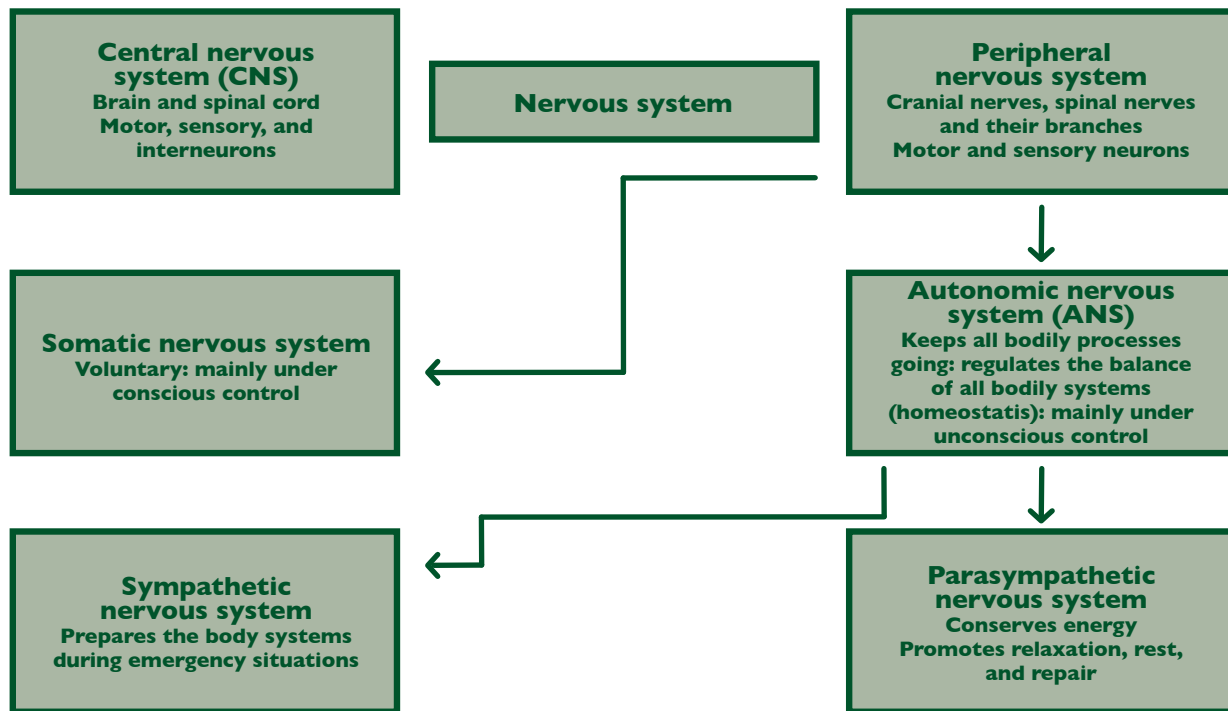 Central nervous
system (CNS)
Brain and spinal cord
Motor, sensory, and
interneurons
Nervous system
Peripheral
nervous system
Cranial nerves, spinal nerves
and their branches
Motor and sensory neurons
Somatic nervous system
Voluntary: mainly under
conscious control
Autonomic nervous
system (ANS)
Keeps all bodily processes
going: regulates the balance
of all bodily systems
(homeostatis): mainly under
unconscious control
Sympathetic
nervous system
Prepares the body systems
during emergency situations
Parasympathetic
nervous system
Conserves energy
Promotes relaxation, rest,
and repair